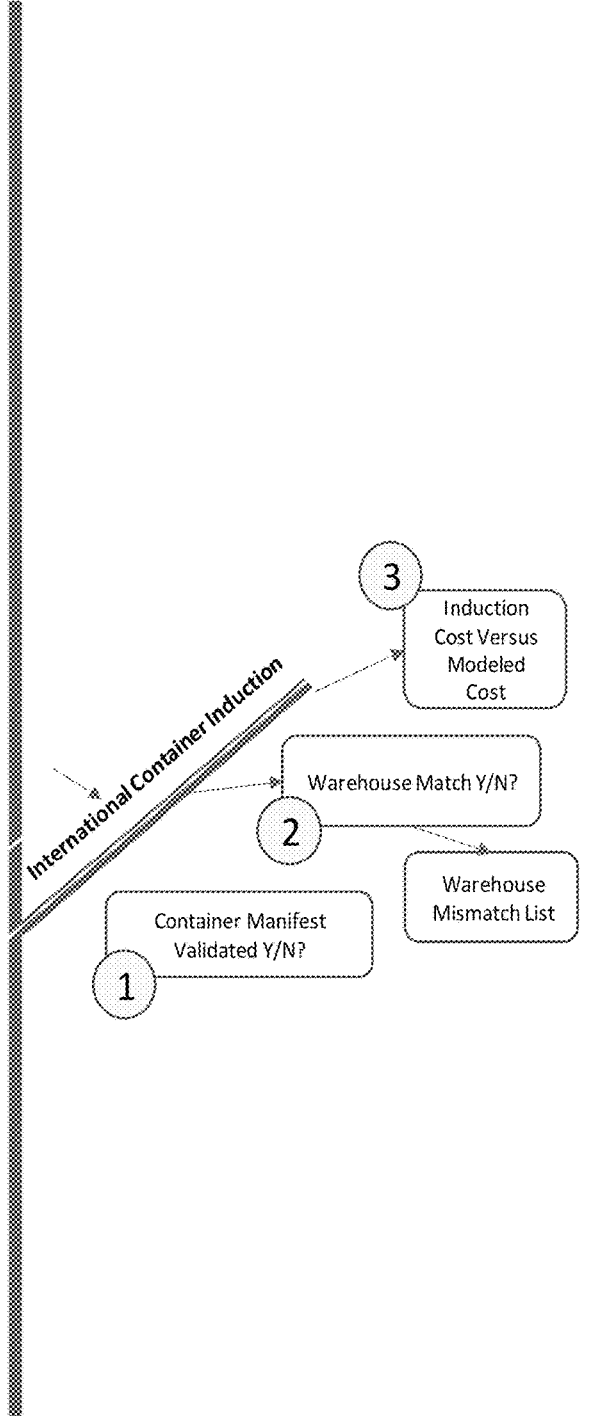 3
Induction
Cost Versus
Modeled
Cost
International Container Induction
Warehouse Match Y/N?
2
Warehouse
Mismatch List
Container Manifest
Validated Y/N?
1